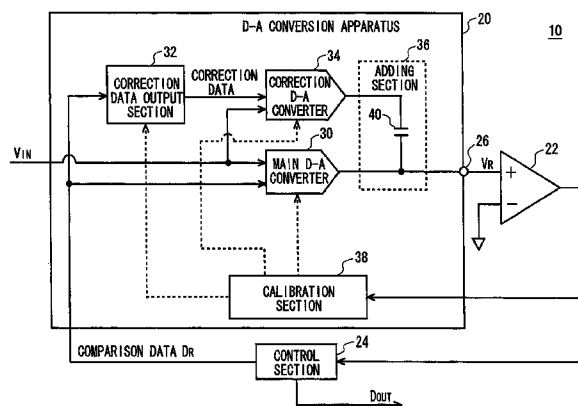 D-A CONVERSION APPARATUS
20
10
32
34
36
CORRECTION
DATA OUTPUT
SECTION
CORRECTION
DATA
CORRECTION
D-A
CONVERTER
ADDING
SECTION
40
30
26
22
VIN
MAIN D-A
CONVERTER
VR
+
−
38
CALIBRATION
SECTION
24
COMPARISON DATA DR
CONTROL
SECTION
DOUT